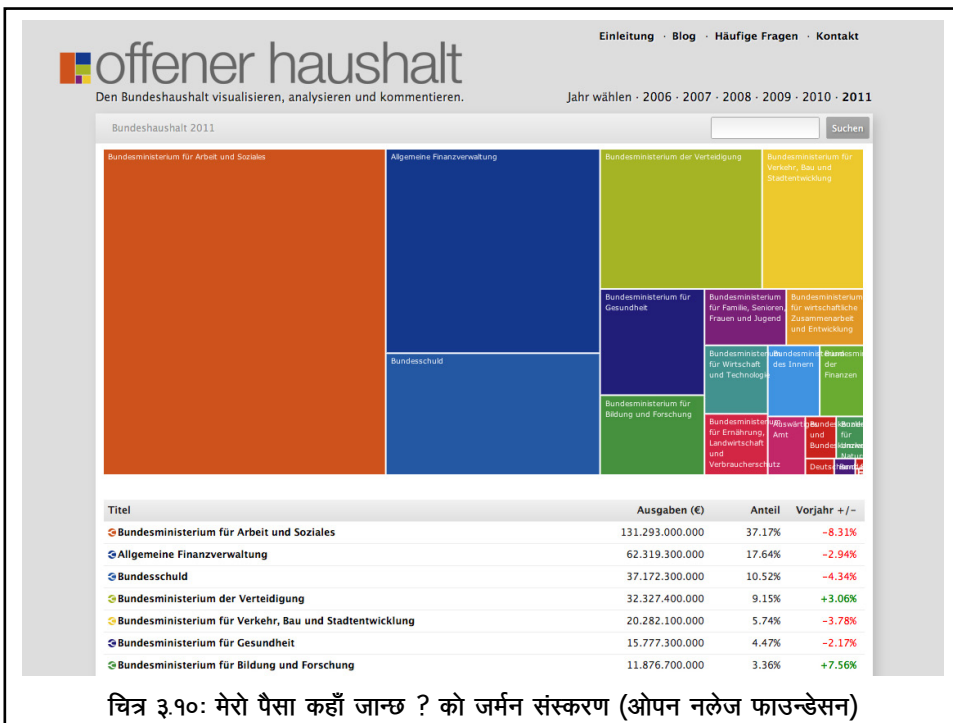 Einleitung · Blog · Häufige Fragen · Kontakt
offener haushalt
Den Bundeshaushalt visualisieren, analysieren und kommentieren.
Jahr wählen · 2006 · 2007 · 2008 · 2009 · 2010 · 2011
Bundeshaushalt 2011
Suchen
Bundesministerium für Arbeit und Soziales
Allgemeine Finanzverwaltung
Bundesministerium der Verteidigung
Bundesministerium für
Verkehr, Bau und
Stadtentwicklung
Bundesministerium für
Gesundheit
Bundesministerium
für Familie, Senioren,
Frauen und Jugend
Bundesministerium
für wirtschaftliche
Zusammenarbeit
und Entwicklung
Bundesschuld
Bundesministerium
für Wirtschaft
und Technologie
des Innern
der
Finanzen
Bundesministerium für
Bildung und Forschung
Bundesministerium
für Ernährung,
Landwirtschaft
und
Verbraucherschutz
Auswärtiges
Amt
und
für
Titel Ausgaben (€) Anteil Vorjahr +/-
Bundesministerium für Arbeit und Soziales 131.293.000.000 37.17% -8.31%
Allgemeine Finanzverwaltung 62.319.300.000 17.64% -2.94%
Bundesschuld 37.172.300.000 10.52% -4.34%
Bundesministerium der Verteidigung 32.327.400.000 9.15% +3.06%
Bundesministerium für Verkehr, Bau und Stadtentwicklung 20.282.100.000 5.74% -3.78%
Bundesministerium für Gesundheit 15.777.300.000 4.47% -2.17%
Bundesministerium für Bildung und Forschung 11.876.700.000 3.36% +7.56%
चित्र ३.१०: मेरो पैसा कहाँ जान्छ ? को जर्मन संस्करण (ओपन नलेज फाउन्डेसन)